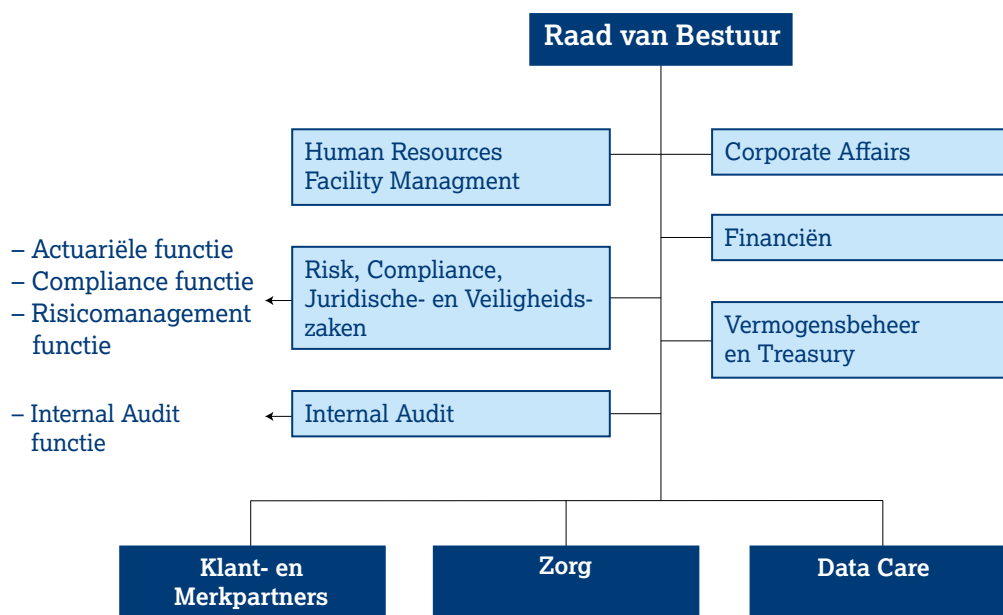 Raad van Bestuur
Human Resources
Facility Managment
Corporate Affairs
Financiën
– Actuariële functie
– Compliance functie
– Risicomanagement
functie
Risk, Compliance,
Juridische- en Veiligheids-
zaken
Vermogensbeheer
en Treasury
– Internal Audit
functie
Internal Audit
Klant- en
Merkpartners
Zorg
Data Care